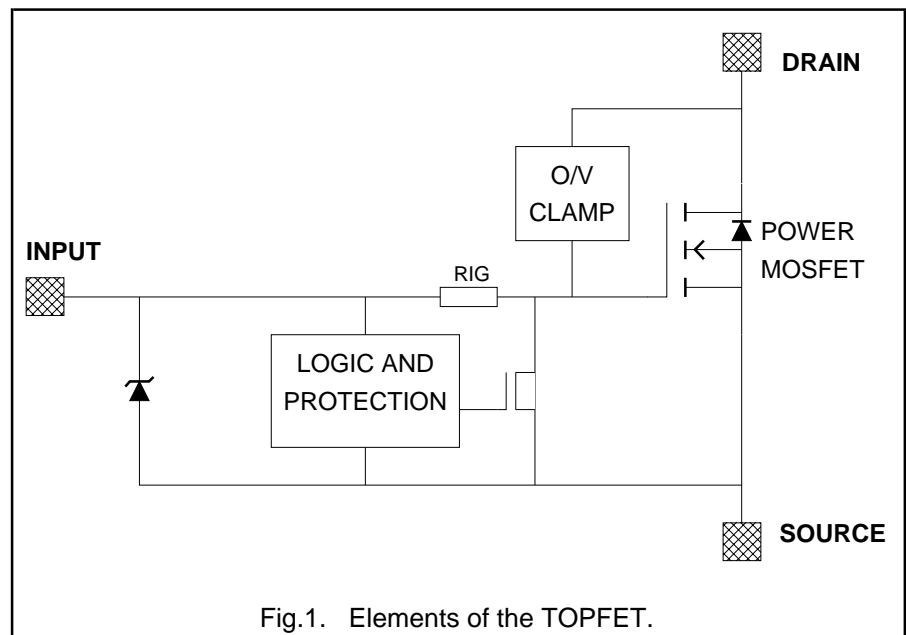 DRAIN
O/V
CLAMP
POWER
MOSFET
INPUT
RIG
LOGIC AND
PROTECTION
SOURCE
Fig.1. Elements of the TOPFET.